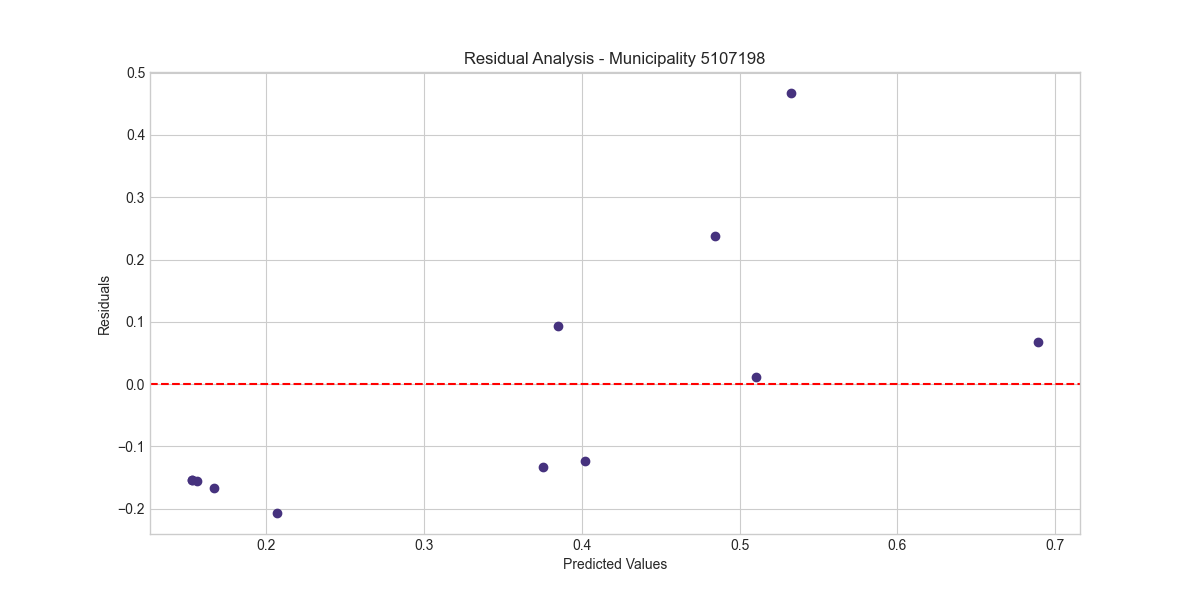 Residual Analysis - Municipality 5107198
0.5
0.4
0.3
0.2
0.1
0.0
−0.1
−0.2
Residuals
0.2 0.3 0.4 0.5 0.6 0.7
Predicted Values